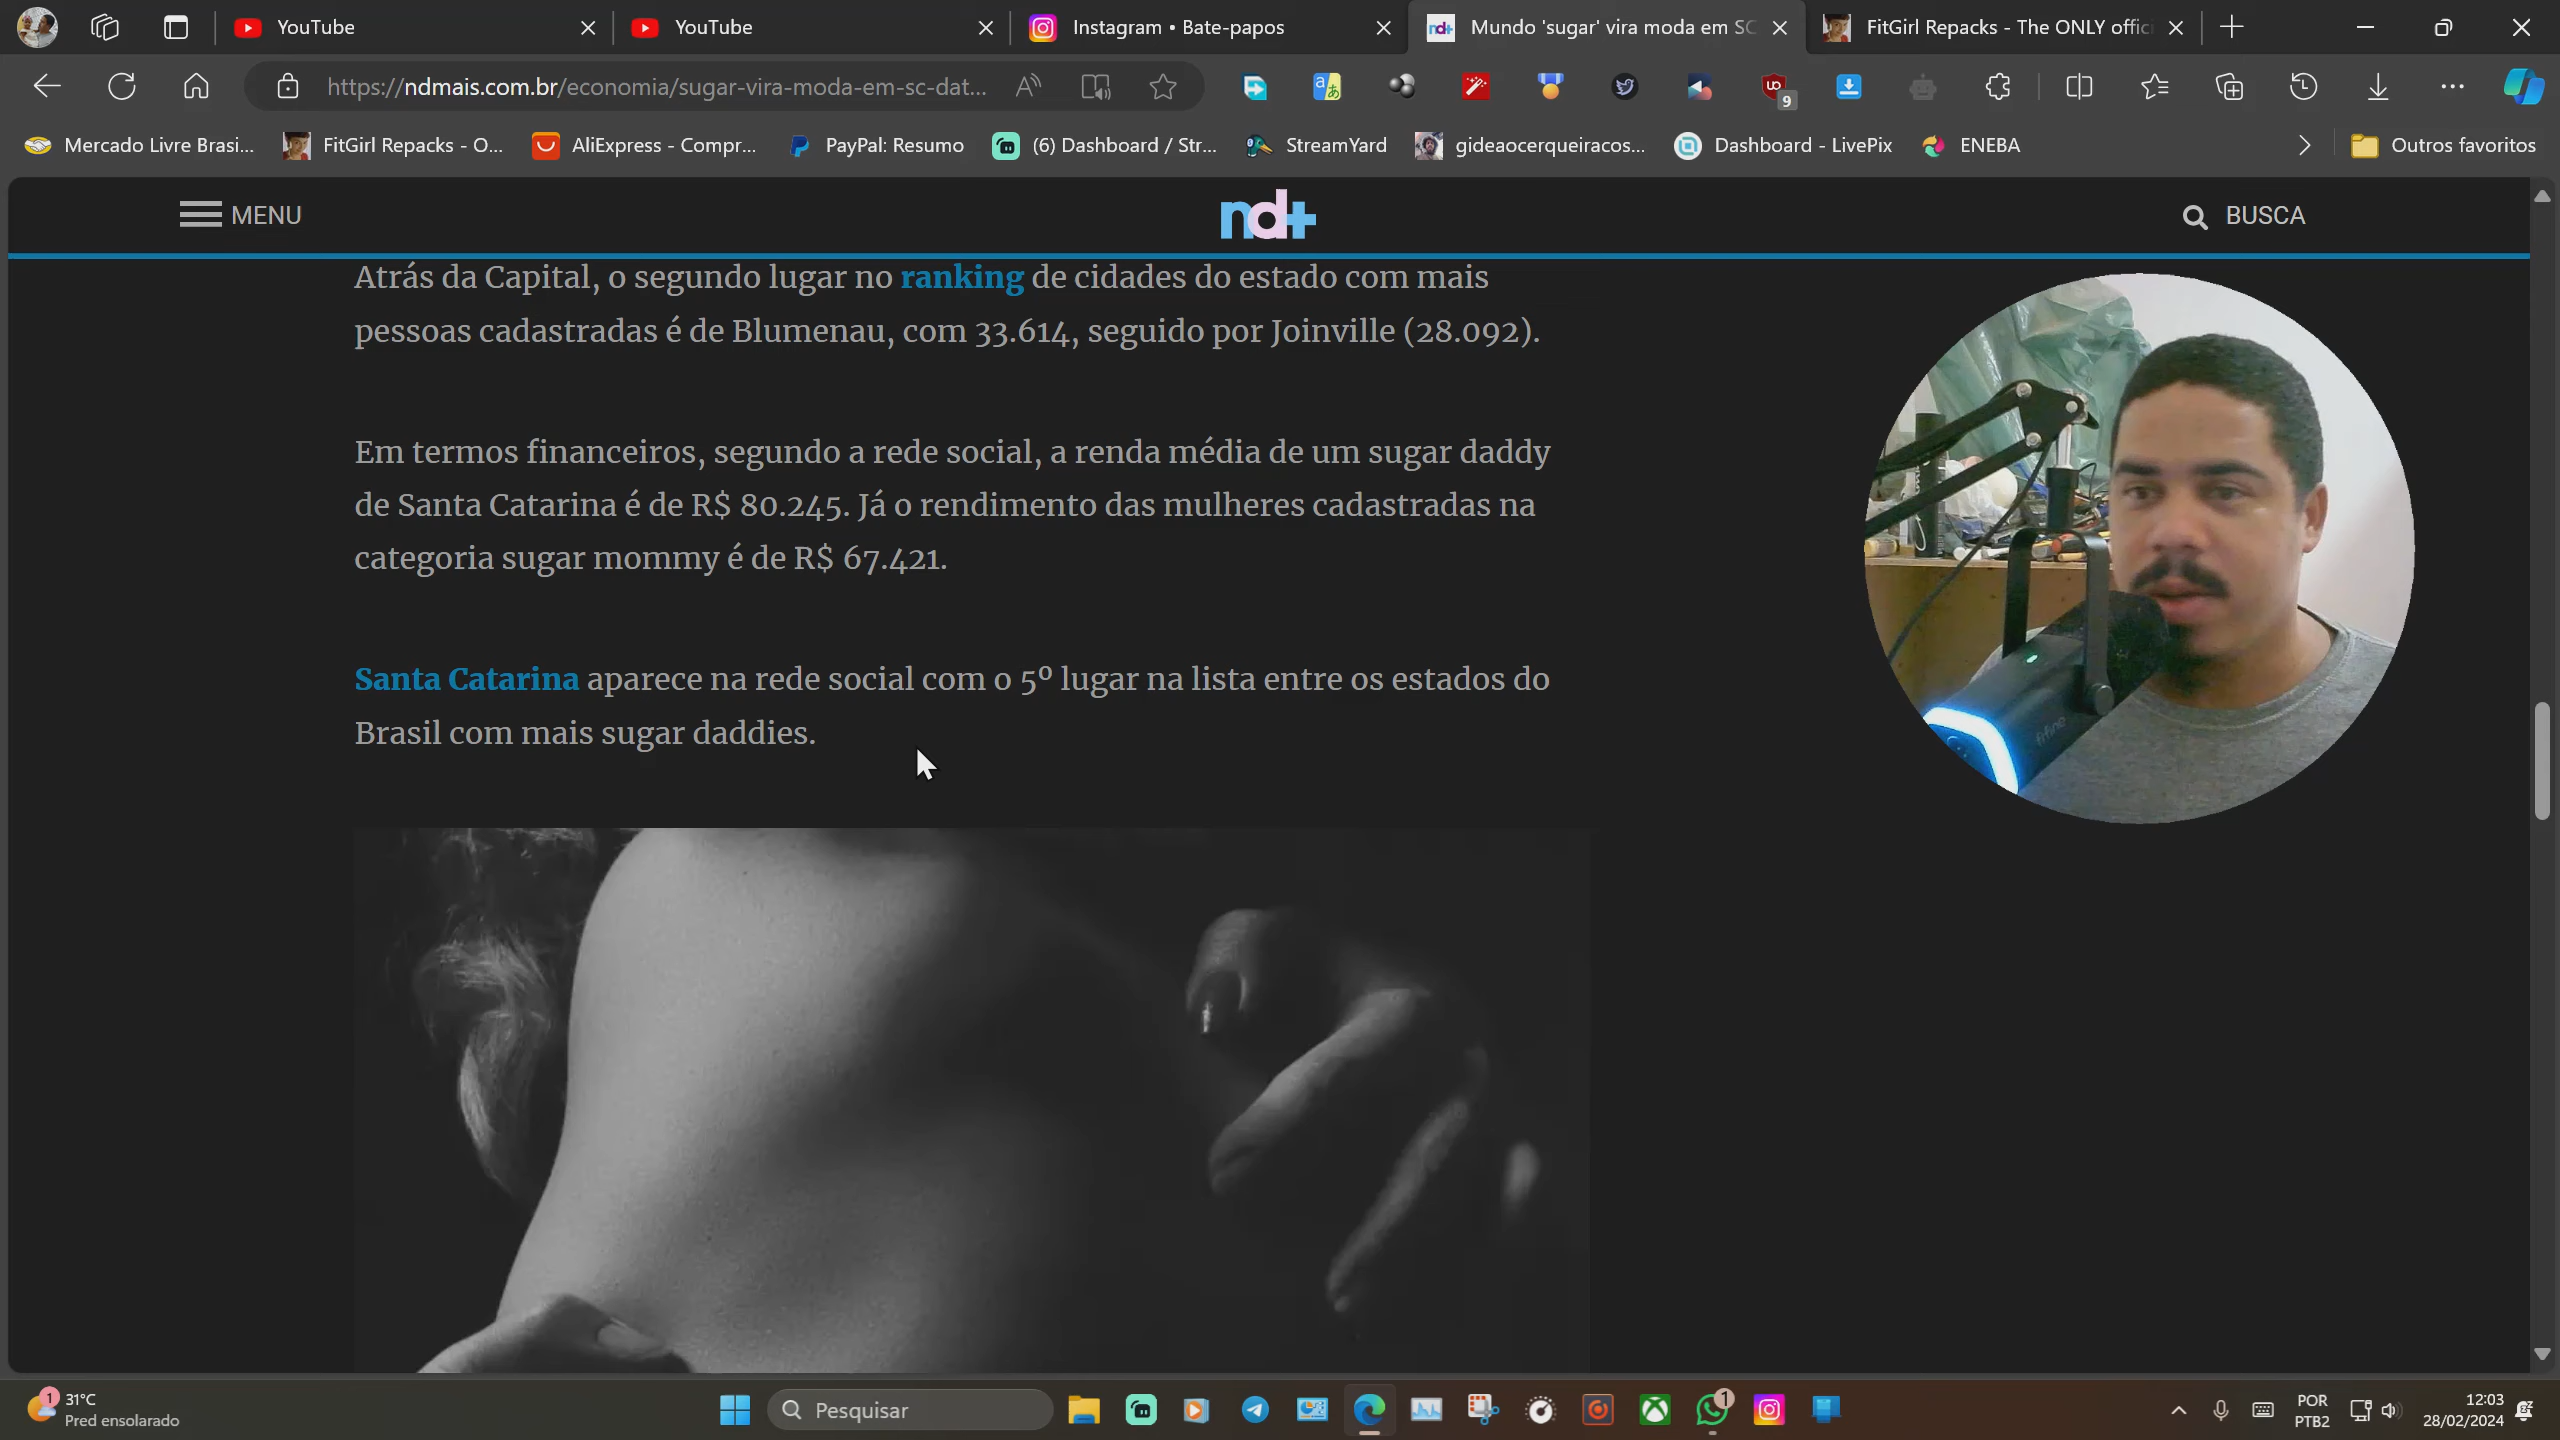 YouTube
YouTube
Instagram • Bate-papos
Mundo 'sugar' vira moda em SC
FitGirl Repacks - The ONLY offici
https://ndmais.com.br/economia/sugar-vira-moda-em-sc-dat...
9
Mercado Livre Brasi...
FitGirl Repacks - O...
AliExpress - Compr...
PayPal: Resumo
(6) Dashboard / Str...
StreamYard
gideaocerqueiracos...
Dashboard - LivePix
ENEBA
Outros favoritos
MENU
nd+
BUSCA
Atrás da Capital, o segundo lugar no ranking de cidades do estado com mais
pessoas cadastradas é de Blumenau, com 33.614, seguido por Joinville (28.092).
Em termos financeiros, segundo a rede social, a renda média de um sugar daddy
de Santa Catarina é de R$ 80.245. Já o rendimento das mulheres cadastradas na
categoria sugar mommy é de R$ 67.421.
Santa Catarina aparece na rede social com o 5º lugar na lista entre os estados do
Brasil com mais sugar daddies.
fifine
1
31°C
Pred ensolarado
Pesquisar
1
POR
PTB2
12:03
28/02/2024